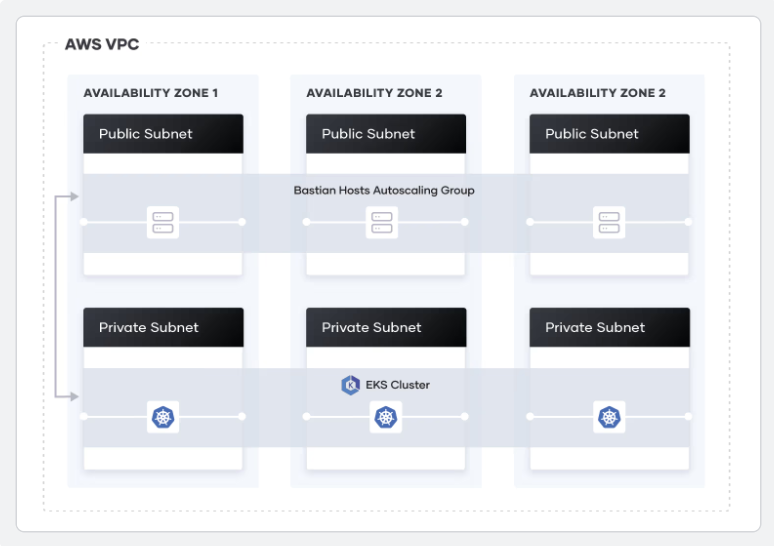 AWS VPC
AVAILABILITY ZONE 1
AVAILABILITY ZONE 2
AVAILABILITY ZONE 2
Public Subnet
Public Subnet
Public Subnet
Bastian Hosts Autoscaling Group
Private Subnet
Private Subnet
Private Subnet
K EKS Cluster